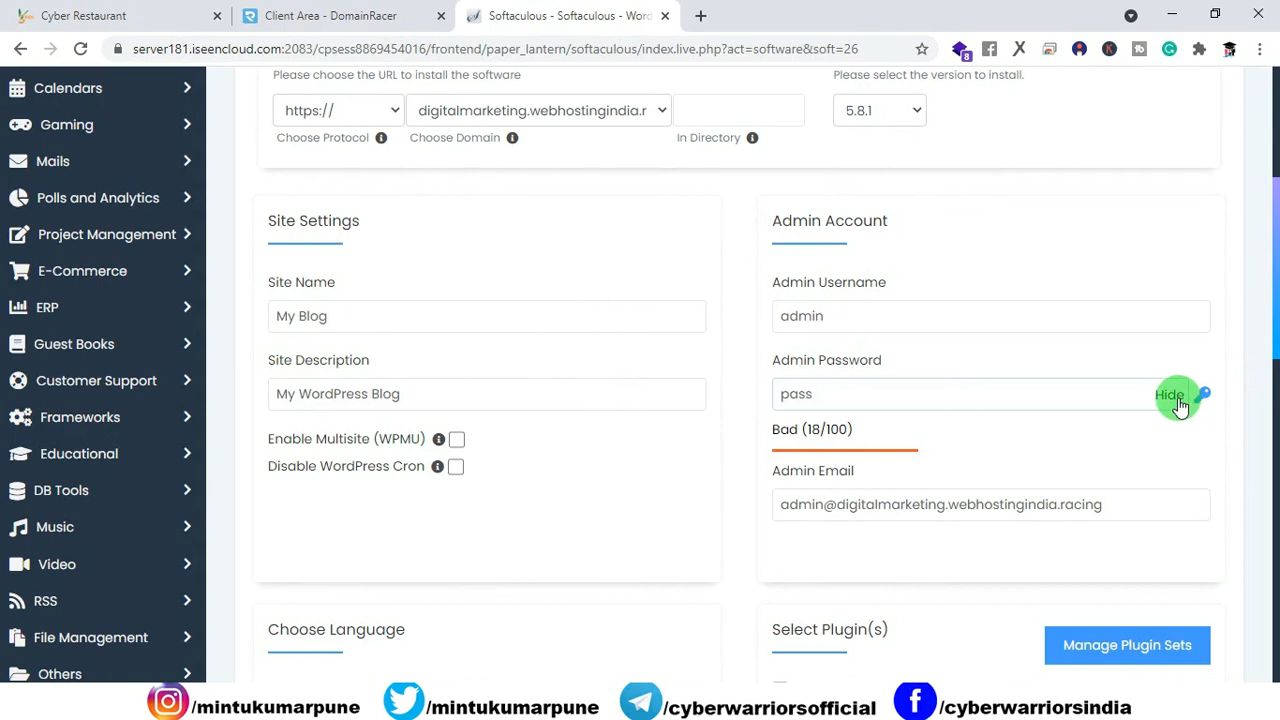 Cyber Restaurant
Client Area - DomainRacer
Softaculous - Softaculous - Word
server181.iseencloud.com:2083/cpsess8869454016/frontend/paper_lantern/softaculous/index.live.php?act=software&soft=26
8
Calendars
Gaming
Mails
Polls and Analytics
Project Management
E-Commerce
ERP
Guest Books
Customer Support
Frameworks
Educational
DB Tools
Music
Video
RSS
File Management
Others
Please choose the URL to install the software
https://
digitalmarketing.webhostingindia.r
Choose Protocol
Choose Domain
In Directory
Please select the version to install.
5.8.1
Site Settings
Site Name
My Blog
Site Description
My WordPress Blog
Enable Multisite (WPMU)
Disable WordPress Cron
Admin Account
Admin Username
admin
Admin Password
pass
Hide
Bad (18/100)
Admin Email
admin@digitalmarketing.webhostingindia.racing
Choose Language
Select Plugin(s)
Manage Plugin Sets
/mintukumarpune
/mintukumarpune
/cyberwarriorsofficial
/cyberwarriorsindia